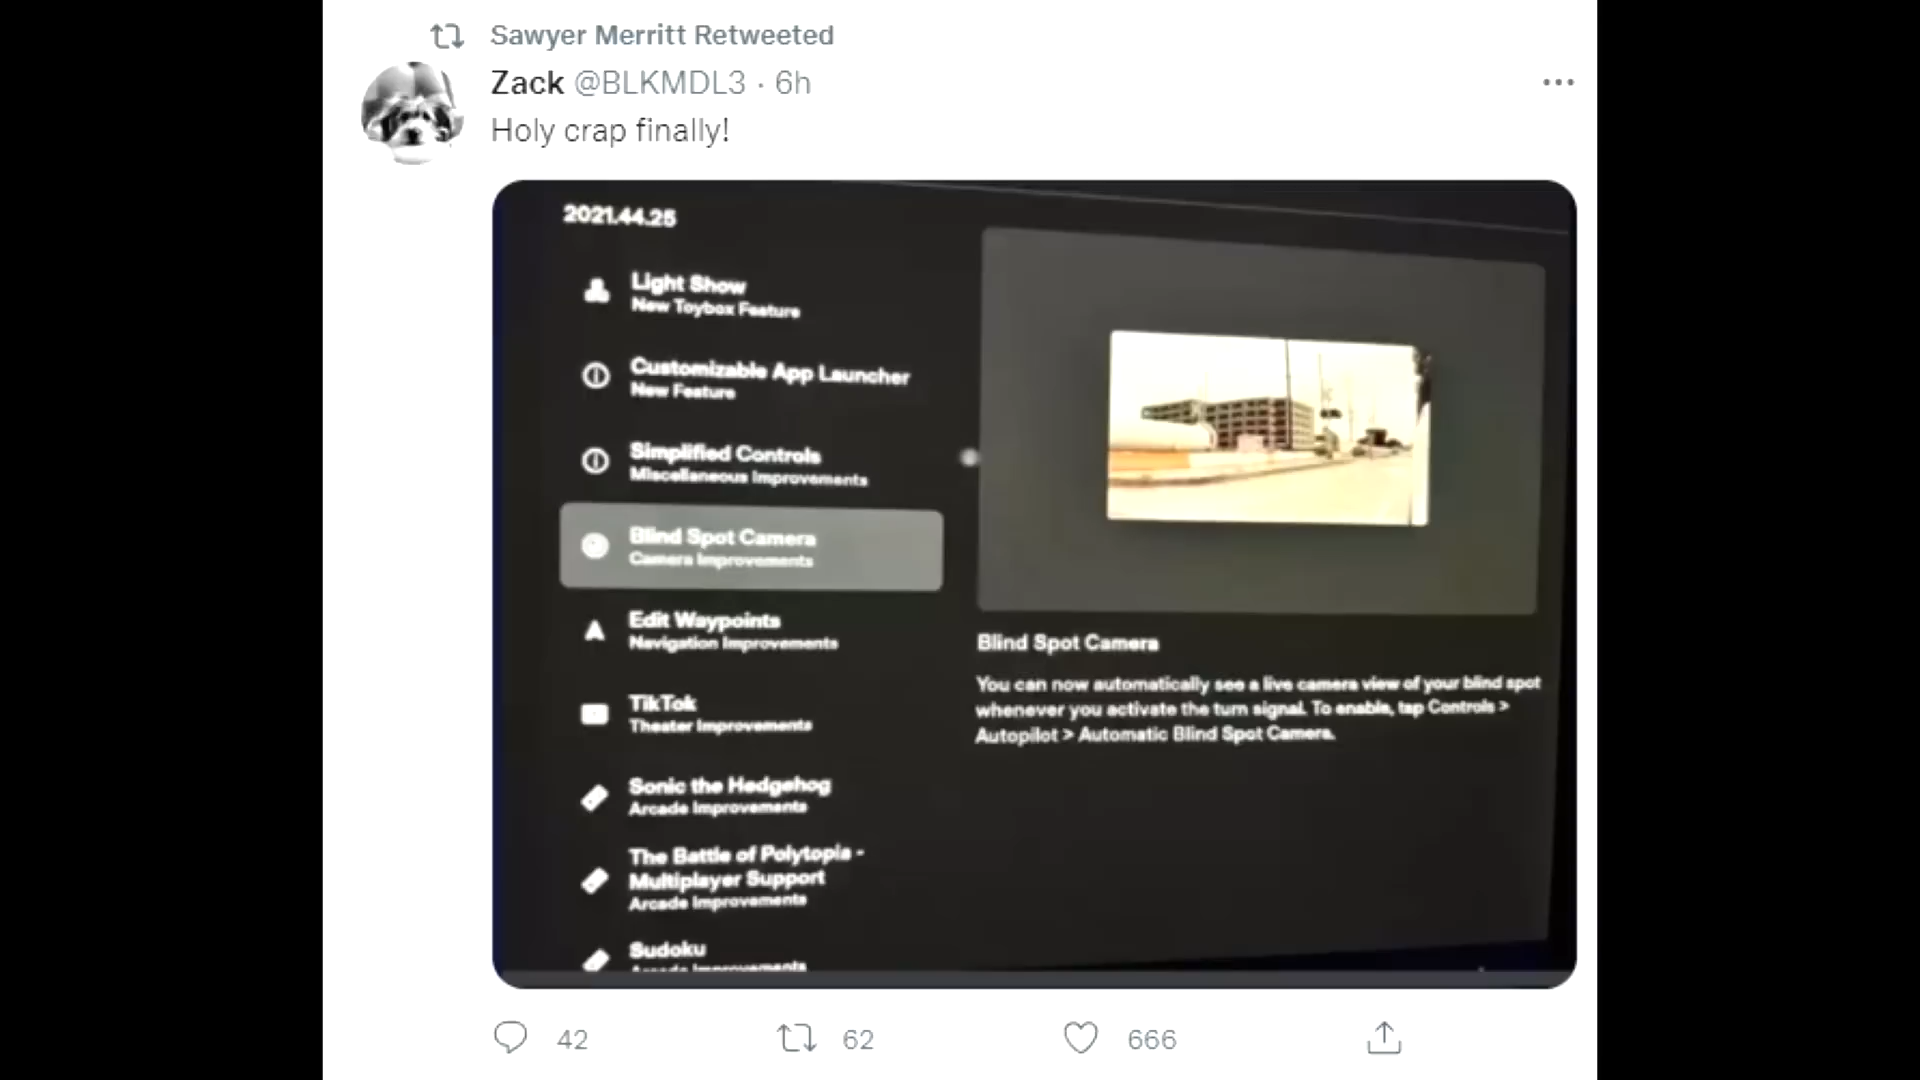 Sawyer Merritt Retweeted
Zack @BLKMDL3 · 6h
Holy crap finally!
2021.44.25
Light Show
New Toybox Feature
Customizable App Launcher
New Feature
Simplified Controls
Miscellaneous Improvements
Blind Spot Camera
Camera Improvements
Edit Waypoints
Navigation Improvements
TikTok
Theater Improvements
Sonic the Hedgehog
Arcade Improvements
The Battle of Polytopia -
Multiplayer Support
Arcade Improvements
Sudoku
Arcade Improvements
Blind Spot Camera
You can now automatically see a live camera view of your blind spot
whenever you activate the turn signal. To enable, tap Controls >
Autopilot > Automatic Blind Spot Camera.
42
62
666